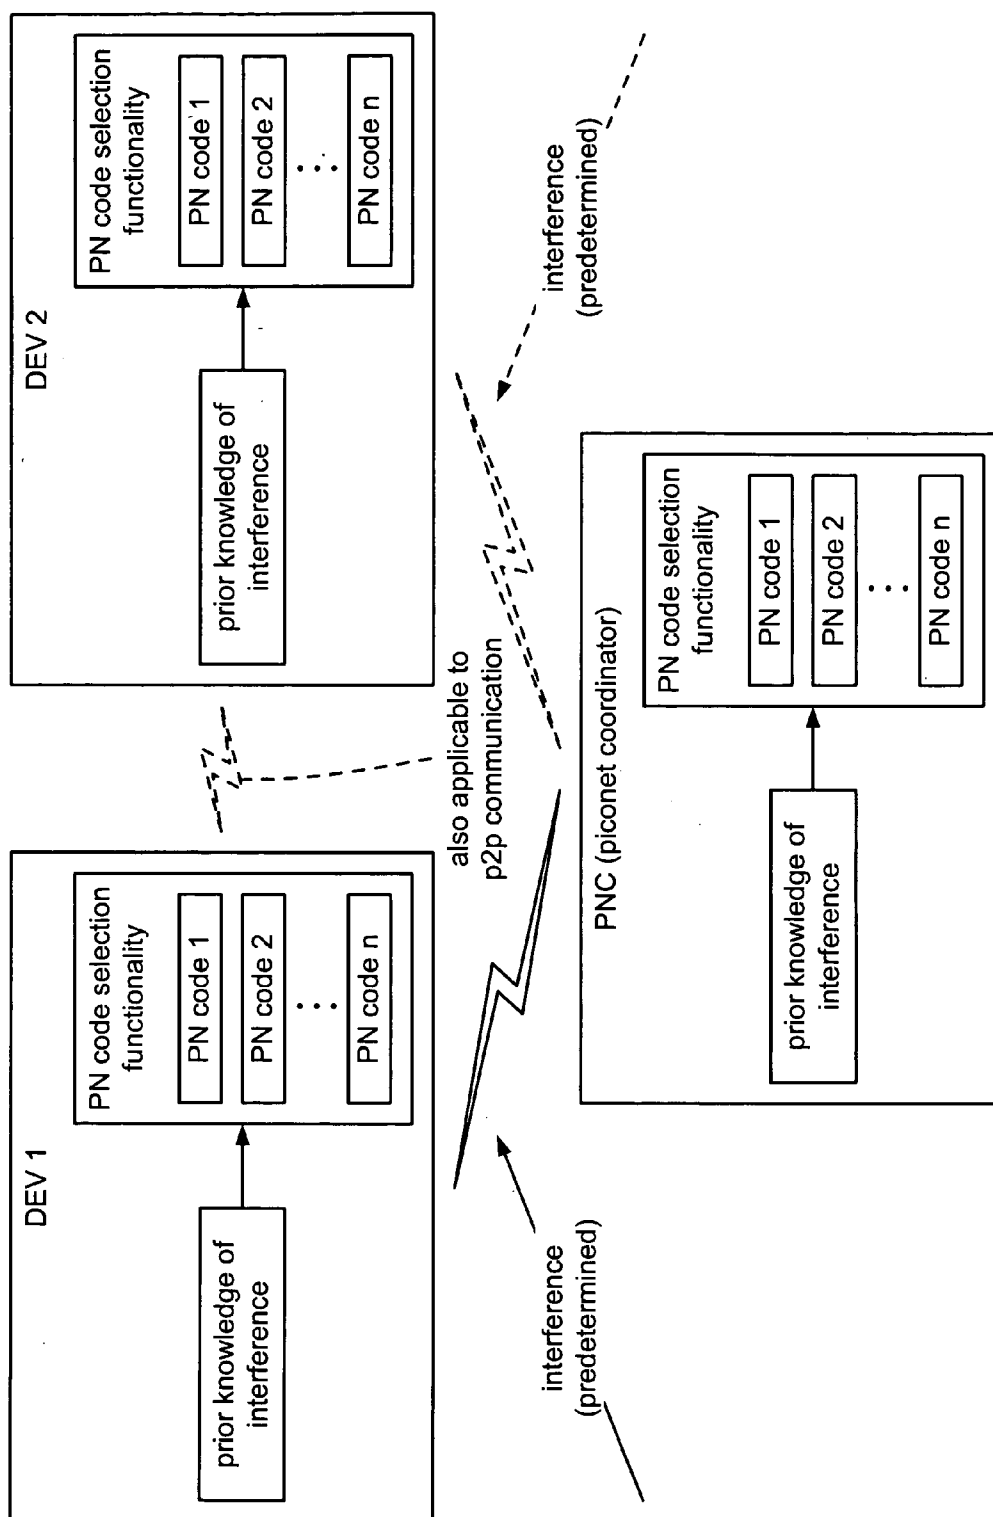 DEV 1
prior knowledge of
interference
PN code selection
functionality
PN code 1
PN code 2
PN code n
DEV 2
prior knowledge of
interference
PN code selection
functionality
PN code 1
PN code 2
PN code n
also applicable to
p2p communication
interference
(predetermined)
interference
(predetermined)
PNC (piconet coordinator)
prior knowledge of
interference
PN code selection
functionality
PN code 1
PN code 2
PN code n